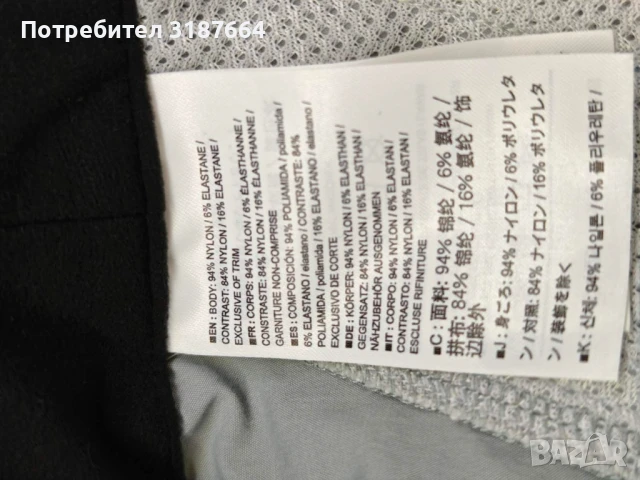 Потребител 3187664
■EN: BODY: 94% NYLON / 6% ELASTANE /
CONTRAST: 84% NYLON / 16% ELASTANE /
EXCLUSIVE OF TRIM
■FR : CORPS: 94% NYLON / 6% ÉLASTHANNE /
CONSTRASTE: 84% NYLON / 16% ÉLASTHANNE /
GARNITURE NON-COMPRISE
■ES : COMPOSICIÓN: 94% POLIAMIDA / poliamida /
6% ELASTANO / elastano / CONTRASTE: 84%
POLIAMIDA / poliamida / 16% ELASTANO / elastano /
EXCLUSIVO DE CORTE
■DE : KÖRPER: 94% NYLON / 6% ELASTHAN /
GEGENSATZ: 84% NYLON / 16% ELASTHAN /
NÄHZUBEHÖR AUSGENOMMEN
■IT : CORPO: 94% NYLON / 6% ELASTAN /
CONTRASTO: 84% NYLON / 16% ELASTAN /
ESCLUSE RIFINITURE
■C : 面料: 94% 锦纶 / 6% 氨纶 /
拼布: 84% 锦纶 / 16% 氨纶 / 饰
边除外
■J : 身ごろ: 94% ナイロン / 6% ポリウレタ
ン / 対照: 84% ナイロン / 16% ポリウレタ
ン / 装飾を除く
■K : 신체: 94% 나일론 / 6% 폴리우레탄 /
BAZAR